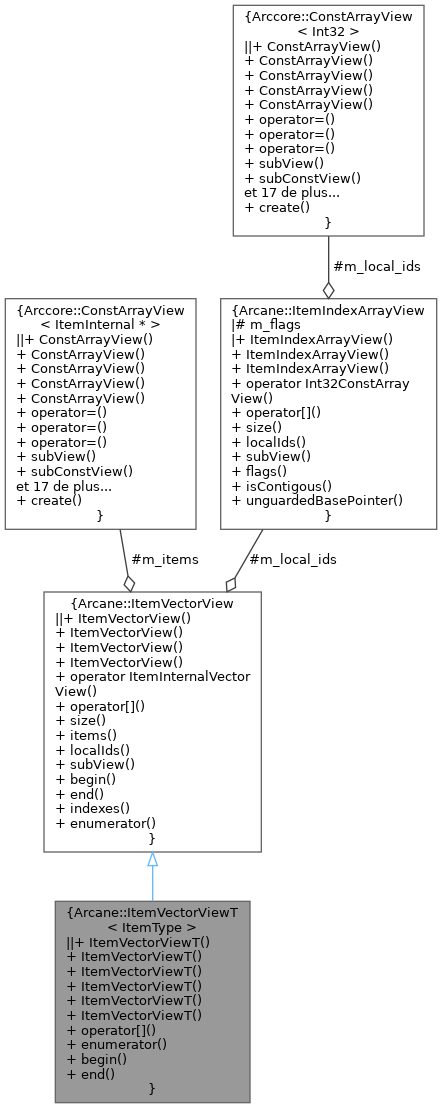 {Arccore::ConstArrayView
< Int32 >
||+ ConstArrayView()
+ ConstArrayView()
+ ConstArrayView()
+ ConstArrayView()
+ ConstArrayView()
+ operator=()
+ operator=()
+ operator=()
+ subView()
+ subConstView()
et 17 de plus...
+ create()
}
#m_local_ids
{Arccore::ConstArrayView
< ItemInternal * >
||+ ConstArrayView()
+ ConstArrayView()
+ ConstArrayView()
+ ConstArrayView()
+ ConstArrayView()
+ operator=()
+ operator=()
+ operator=()
+ subView()
+ subConstView()
et 17 de plus...
+ create()
}
{Arcane::ItemIndexArrayView
|# m_flags
|+ ItemIndexArrayView()
+ ItemIndexArrayView()
+ ItemIndexArrayView()
+ operator Int32ConstArray
View()
+ operator[]()
+ size()
+ localIds()
+ subView()
+ flags()
+ isContigous()
+ unguardedBasePointer()
}
#m_items
#m_local_ids
{Arcane::ItemVectorView
||+ ItemVectorView()
+ ItemVectorView()
+ ItemVectorView()
+ ItemVectorView()
+ operator ItemInternalVector
View()
+ operator[]()
+ size()
+ items()
+ localIds()
+ subView()
+ begin()
+ end()
+ indexes()
+ enumerator()
}
{Arcane::ItemVectorViewT
< ItemType >
||+ ItemVectorViewT()
+ ItemVectorViewT()
+ ItemVectorViewT()
+ ItemVectorViewT()
+ ItemVectorViewT()
+ ItemVectorViewT()
+ operator[]()
+ enumerator()
+ begin()
+ end()
}